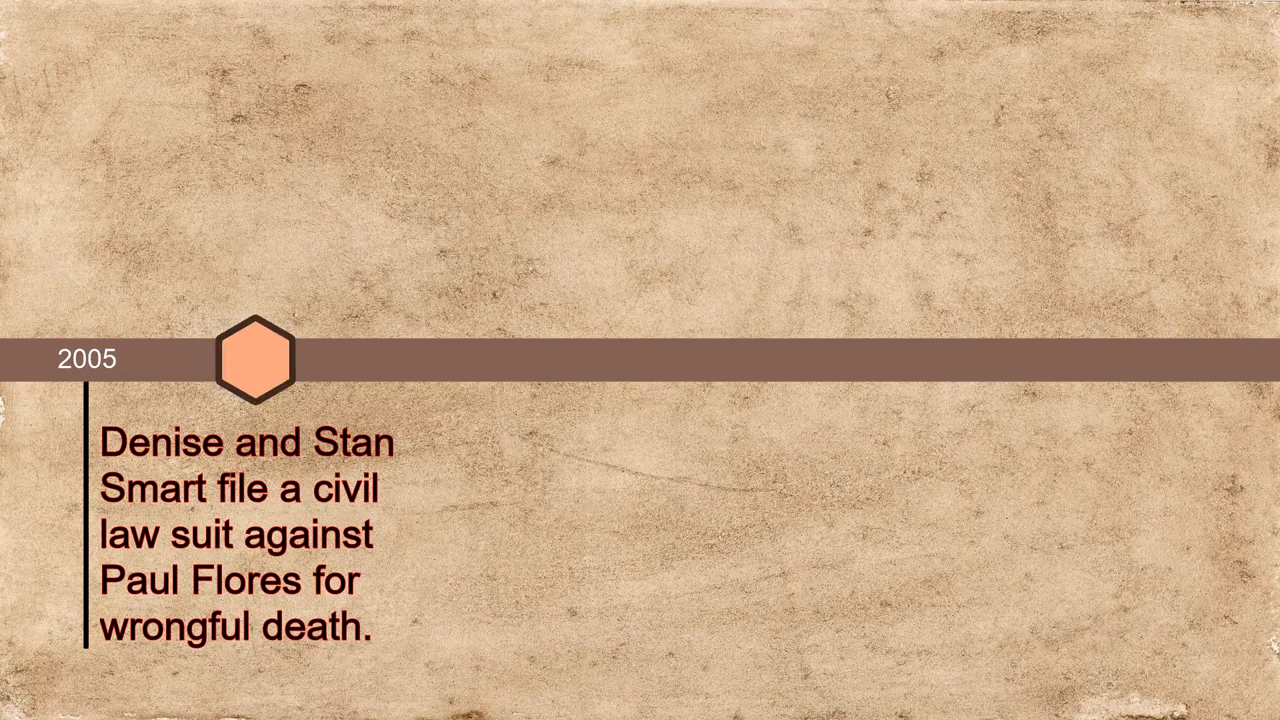 2005
Denise and Stan
Smart file a civil
law suit against
Paul Flores for
wrongful death.